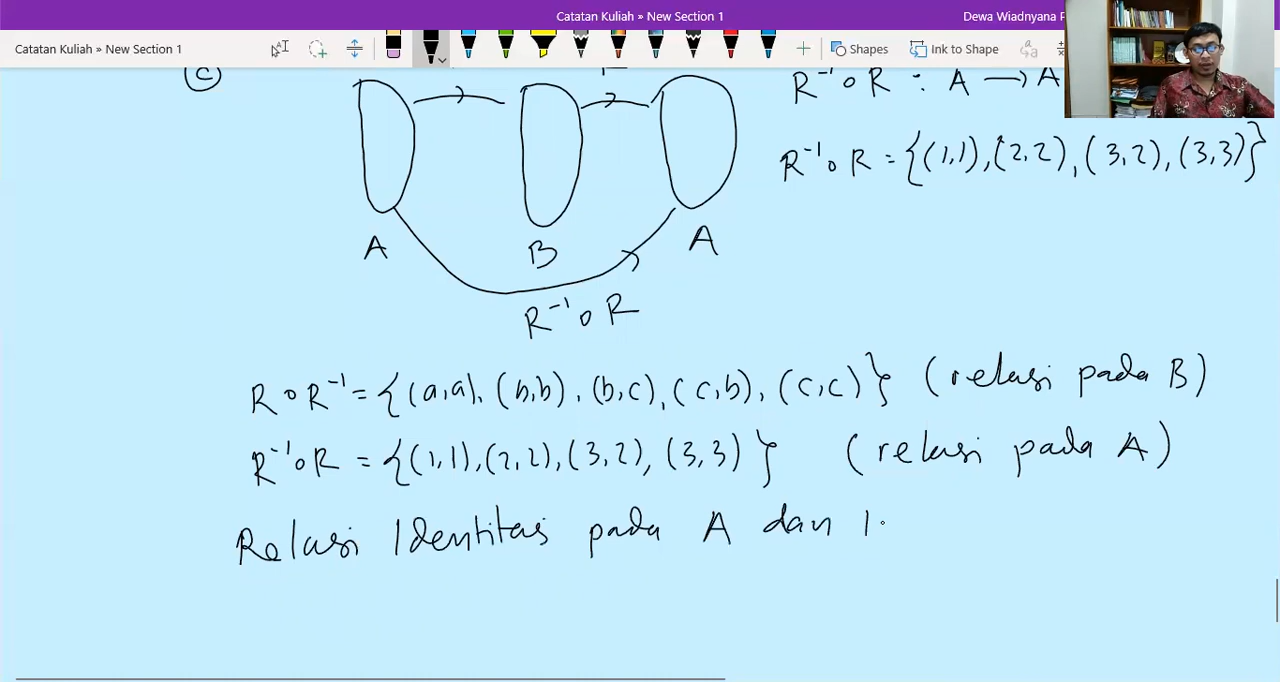 Catatan Kuliah » New Section 1
Dewa Wiadnyana
Catatan Kuliah » New Section 1
Shapes
Ink to Shape
(c)
R⁻¹ o R : A → A
R⁻¹ o R = {(1,1), (2,2), (3,2), (3,3)}
A
B
A
R⁻¹ o R
R o R⁻¹ = {(a,a), (b,b), (b,c), (c,b), (c,c)} (relasi pada B)
R⁻¹ o R = {(1,1), (2,2), (3,2), (3,3)} (relasi pada A)
Relasi Identitas pada A dan